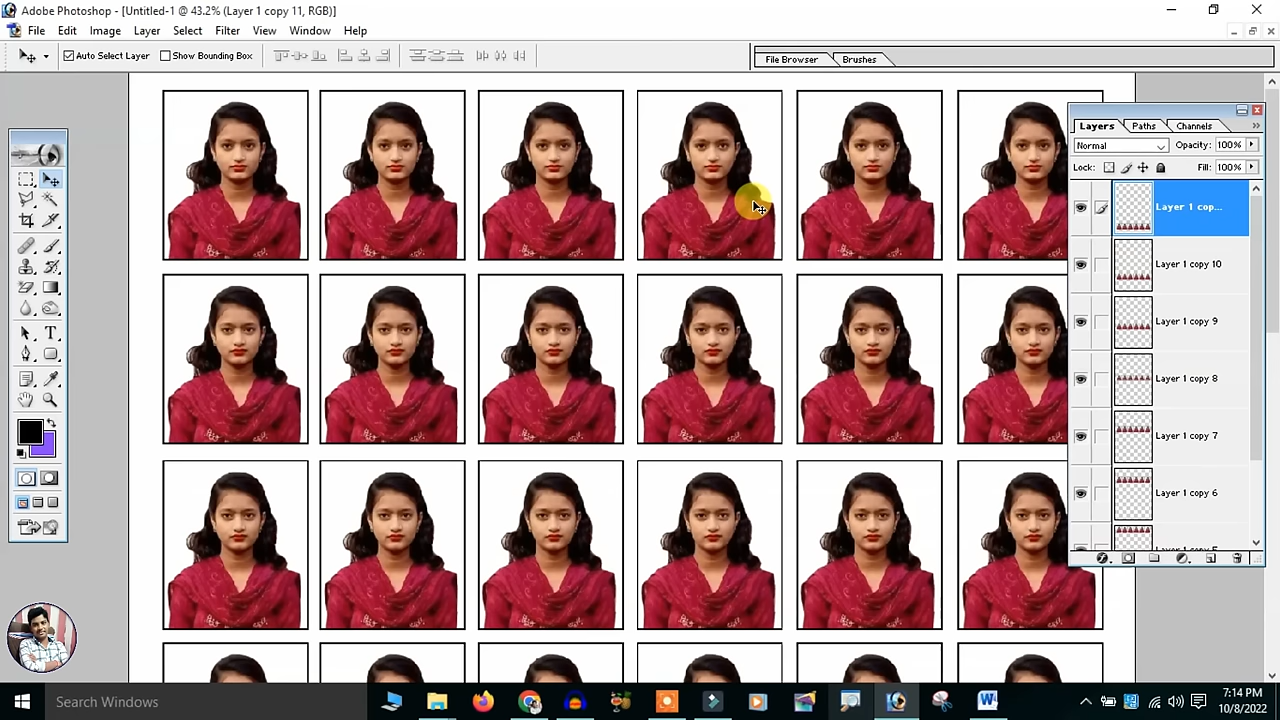 Adobe Photoshop - [Untitled-1 @ 43.2% (Layer 1 copy 11, RGB)]
File Edit Image Layer Select Filter View Window Help
Auto Select Layer Show Bounding Box File Browser Brushes
Layers Paths Channels
Normal Opacity: 100%
Lock: Fill: 100%
Layer 1 cop...
Layer 1 copy 10
Layer 1 copy 9
Layer 1 copy 8
Layer 1 copy 7
Layer 1 copy 6
Search Windows
7:14 PM
10/8/2022